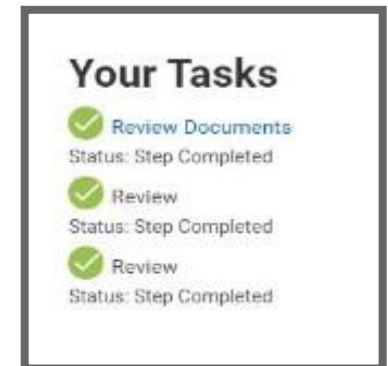 Your Tasks
Review Documents
Status: Step Completed
Review
Status: Step Completed
Review
Status: Step Completed